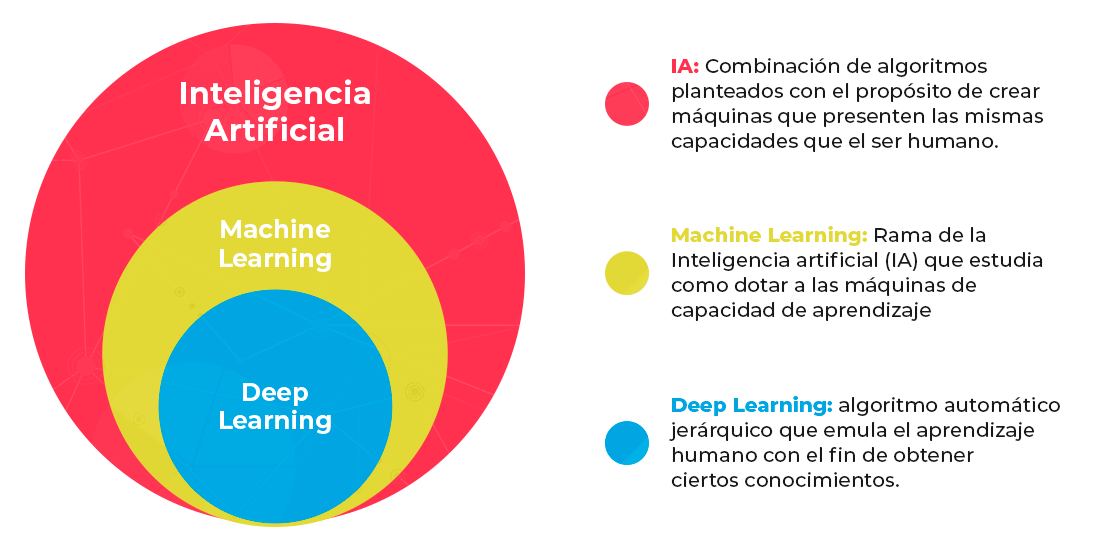 Inteligencia
Artificial
Machine
Learning
Deep
Learning
IA: Combinación de algoritmos
planteados con el propósito de crear
máquinas que presenten las mismas
capacidades que el ser humano.
Machine Learning: Rama de la
Inteligencia artificial (IA) que estudia
como dotar a las máquinas de
capacidad de aprendizaje
Deep Learning: algoritmo automático
jerárquico que emula el aprendizaje
humano con el fin de obtener
ciertos conocimientos.